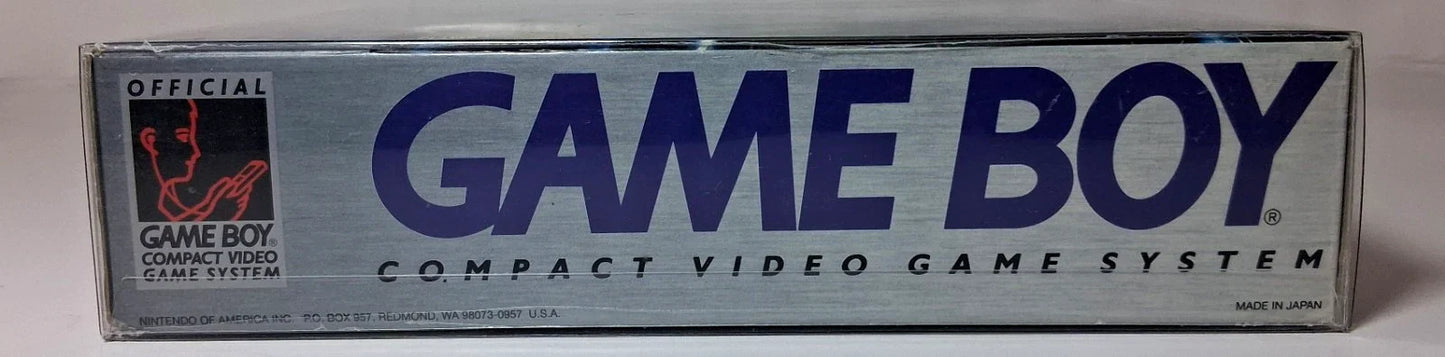 OFFICIAL
GAME BOY®
COMPACT VIDEO
GAME SYSTEM
GAME BOY®
COMPACT VIDEO GAME SYSTEM
NINTENDO OF AMERICA INC. P.O. BOX 957, REDMOND, WA 98073-0957 U.S.A.
MADE IN JAPAN